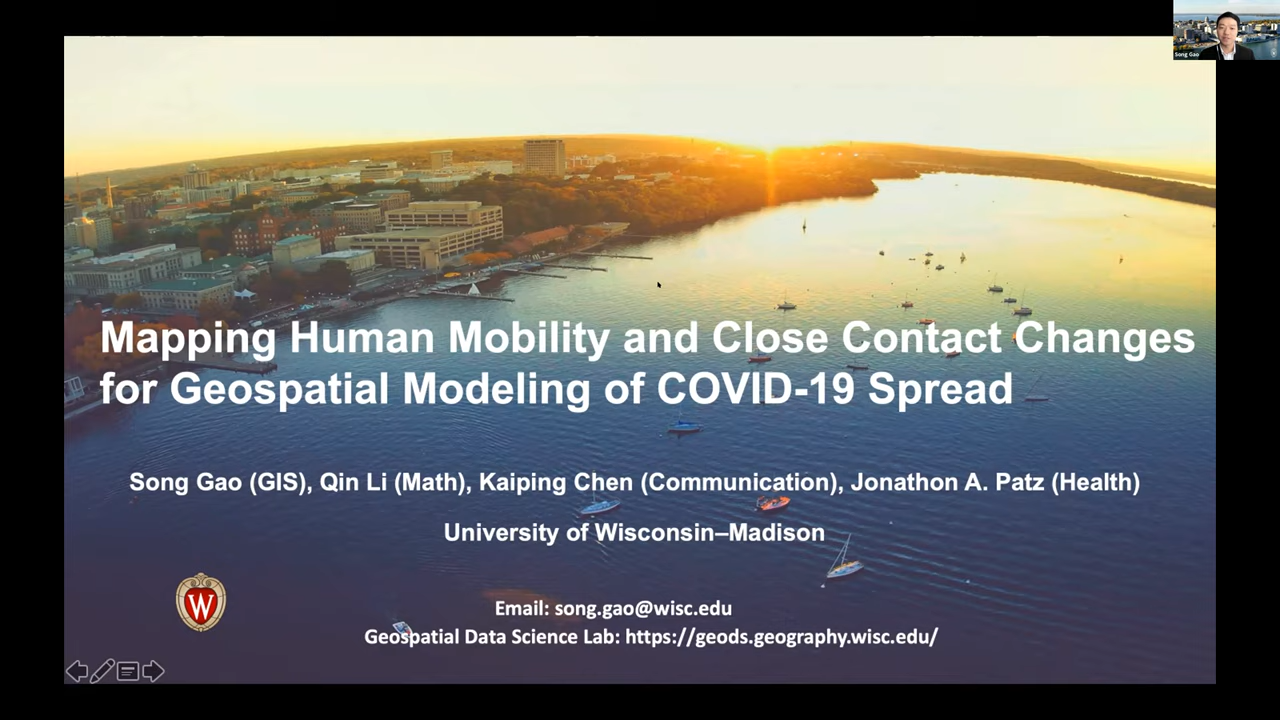 Song Gao
Mapping Human Mobility and Close Contact Changes
for Geospatial Modeling of COVID-19 Spread
Song Gao (GIS), Qin Li (Math), Kaiping Chen (Communication), Jonathon A. Patz (Health)
University of Wisconsin–Madison
W
Email: song.gao@wisc.edu
Geospatial Data Science Lab: https://geods.geography.wisc.edu/